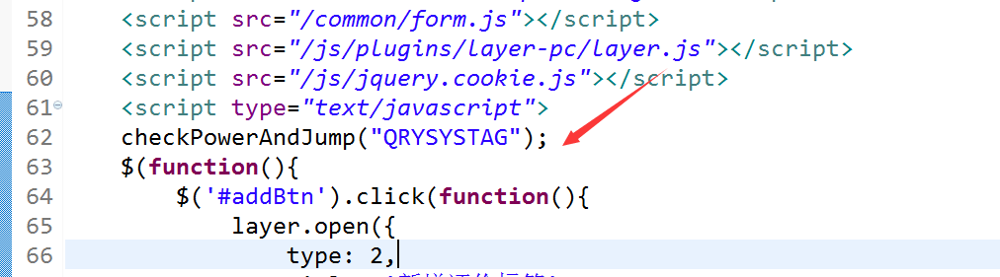 58 <script src="/common/form.js"></script>
59 <script src="/js/plugins/layer-pc/layer.js"></script>
60 <script src="/js/jquery.cookie.js"></script>
61 <script type="text/javascript">
62 checkPowerAndJump("QRYSYSTAG");
63 $(function(){
64 $('#addBtn').click(function(){
65 layer.open({
66 type: 2,